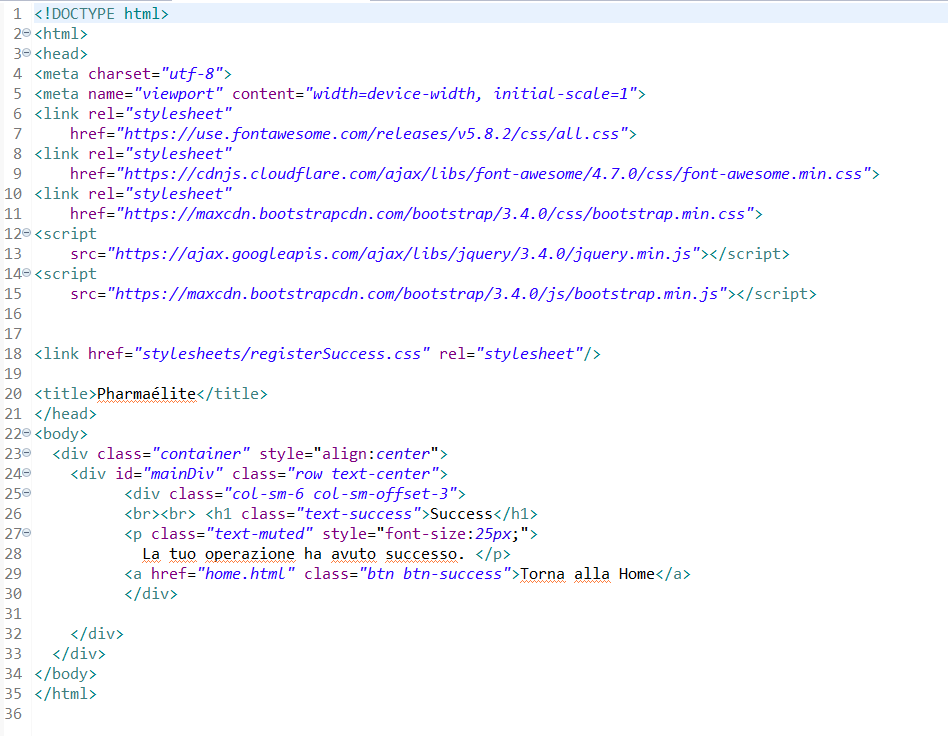 1 <!DOCTYPE html>
2 <html>
3 <head>
4 <meta charset="utf-8">
5 <meta name="viewport" content="width=device-width, initial-scale=1">
6 <link rel="stylesheet"
7     href="https://use.fontawesome.com/releases/v5.8.2/css/all.css">
8 <link rel="stylesheet"
9     href="https://cdnjs.cloudflare.com/ajax/libs/font-awesome/4.7.0/css/font-awesome.min.css">
10 <link rel="stylesheet"
11     href="https://maxcdn.bootstrapcdn.com/bootstrap/3.4.0/css/bootstrap.min.css">
12 <script
13     src="https://ajax.googleapis.com/ajax/libs/jquery/3.4.0/jquery.min.js"></script>
14 <script
15     src="https://maxcdn.bootstrapcdn.com/bootstrap/3.4.0/js/bootstrap.min.js"></script>
16
17
18 <link href="stylesheets/registerSuccess.css" rel="stylesheet"/>
19
20 <title>Pharmaélite</title>
21 </head>
22 <body>
23   <div class="container" style="align:center">
24     <div id="mainDiv" class="row text-center">
25           <div class="col-sm-6 col-sm-offset-3">
26           <br><br> <h1 class="text-success">Success</h1>
27           <p class="text-muted" style="font-size:25px;">
28             La tuo operazione ha avuto successo. </p>
29           <a href="home.html" class="btn btn-success">Torna alla Home</a>
30           </div>
31
32     </div>
33   </div>
34 </body>
35 </html>
36